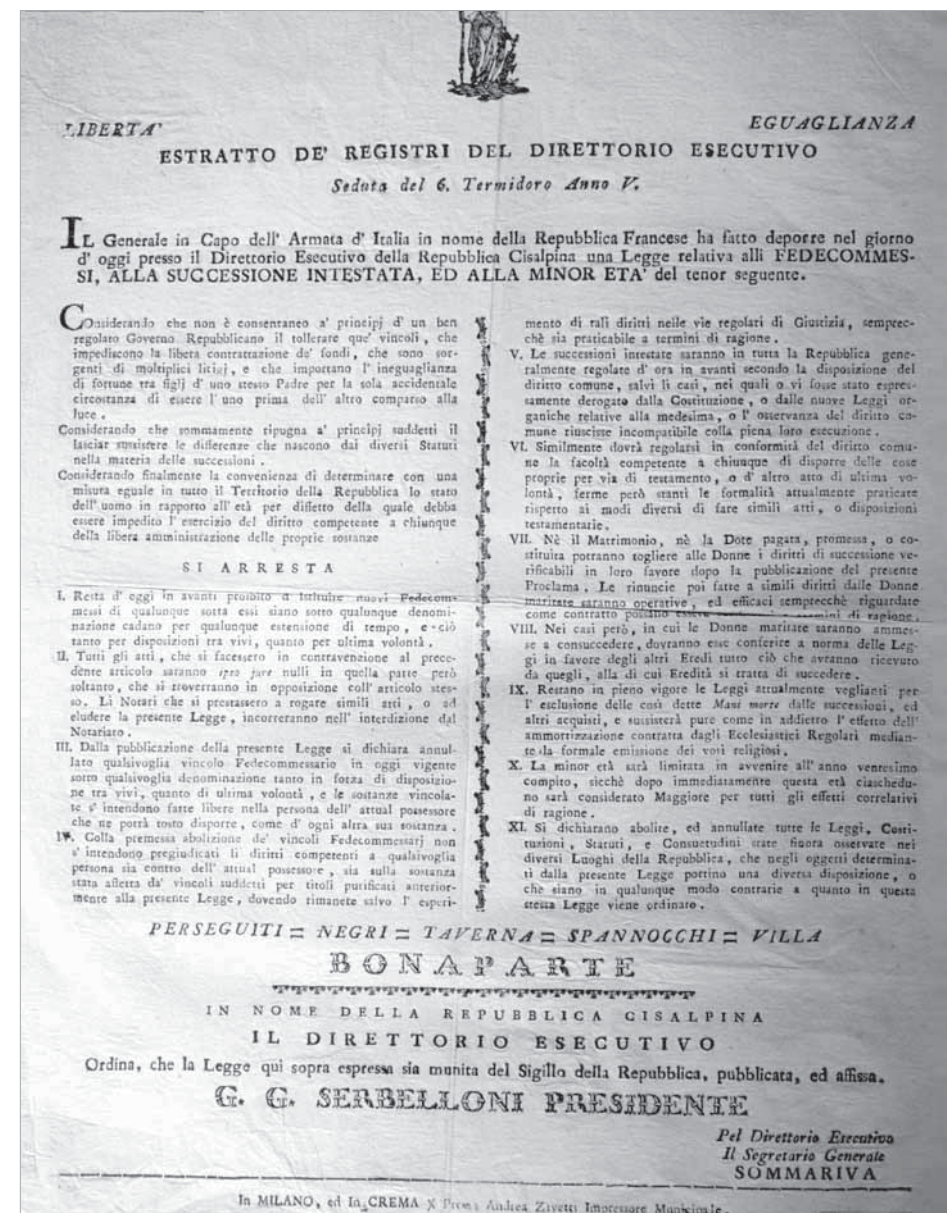 LIBERTA'
EGUAGLIANZA
ESTRATTO DE' REGISTRI DEL DIRETTORIO ESECUTIVO
Seduta del 6. Termidoro Anno V.
IL Generale in Capo dell' Armata d' Italia in nome della Repubblica Francese ha fatto deporre nel giorno
d' oggi presso il Direttorio Esecutivo della Repubblica Cisalpina una Legge relativa alli FEDECOMMES-
SI, ALLA SUCCESSIONE INTESTATA, ED ALLA MINOR ETA' del tenor seguente.
Considerando che non è consentaneo a' principj d' un ben
regolato Governo Repubblicano il tollerare que' vincoli, che
impediscono la libera contrattazione de' fondi, che sono sor-
genti di moltiplici litigj, e che importano l' ineguaglianza
di fortune tra figlj d' uno stesso Padre per la sola accidentale
circostanza di essere l' uno prima dell' altro comparso alla
luce.
Considerando che sommamente ripugna a' principj suddetti il
lasciar sussistere le differenze che nascono dai diversi Statuti
nella materia delle successioni.
Considerando finalmente la convenienza di determinare con una
misura eguale in tutto il Territorio della Repubblica lo stato
dell' uomo in rapporto all' età per difetto della quale debba
essere impedito l' esercizio del diritto competente a chiunque
della libera amministrazione delle proprie sostanze
SI ARRESTA
I. Resta d' oggi in avanti proibito d' istituire nuovi Fedecom-
messi di qualunque sorta essi siano sotto qualunque denomi-
nazione cadano per qualunque estensione di tempo, e ciò
tanto per disposizioni tra vivi, quanto per ultima volontà.
II. Tutti gli atti, che si facessero in contravenzione al prece-
dente articolo saranno ipso jure nulli in quella parte però
soltanto, che si troverranno in opposizione coll' articolo stes-
so. Li Notari che si prestassero a rogare simili atti, o ad
eludere la presente Legge, incorreranno nell' interdizione dal
Notariato.
III. Dalla pubblicazione della presente Legge si dichiara annul-
lato qualsivoglia vincolo Fedecommessario in oggi vigente
sotto qualsivoglia denominazione tanto in forza di disposizio-
ne tra vivi, quanto di ultima volontà, e le sostanze vincola-
te s' intendono fatte libere nella persona dell' attual possessore
che ne potrà tosto disporre, come d' ogni altra sua sostanza.
IV. Colla premessa abolizione de' vincoli Fedecommessarj non
s' intendono pregiudicati li diritti competenti a qualsivoglia
persona sia contro dell' attual possessore, sia sulla sostanza
stata affetta da' vincoli suddetti per titoli purificati anterior-
mente alla presente Legge, dovendo rimanere salvo l' esperi-
mento di tali diritti nelle vie regolari di Giustizia, semprec-
chè sia praticabile a termini di ragione.
V. Le successioni intestate saranno in tutta la Repubblica gene-
ralmente regolate d' ora in avanti secondo la disposizione del
diritto comune, salvi li casi, nei quali o vi fosse stato espres-
samente derogato dalla Costituzione, o dalle nuove Leggi or-
ganiche relative alla medesima, o l' osservanza del diritto co-
mune riuscisse incompatibile colla piena loro esecuzione.
VI. Similmente dovrà regolarsi in conformità del diritto comu-
ne la facoltà competente a chiunque di disporre delle cose
proprie per via di testamento, o d' altro atto di ultima vo-
lontà, ferme però stanti le formalità attualmente praticate
rispetto ai modi diversi di fare simili atti, o disposizioni
testamentarie.
VII. Nè il Matrimonio, nè la Dote pagata, promessa, o co-
stituita potranno togliere alle Donne i diritti di successione ve-
rificabili in loro favore dopo la pubblicazione del presente
Proclama. Le rinuncie poi fatte a simili diritti dalle Donne
maritate saranno operative, ed efficaci semprecchè riguardate
come contratto possano termini di ragione.
VIII. Nei casi però, in cui le Donne maritate saranno ammes-
se a consuccedere, dovranno esse conferire a norma delle Leg-
gi in favore degli altri Eredi tutto ciò che avranno ricevuto
da quegli, alla di cui Eredità si tratta di succedere.
IX. Restano in pieno vigore le Leggi attualmente veglianti per
l' esclusione delle così dette Mani morte dalle successioni, ed
altri acquisti, e sussisterà pure come in addietro l' effetto dell'
ammortizzazione contratta dagli Ecclesiastici Regolari median-
te la formale emissione dei voti religiosi.
X. La minor età sarà limitata in avvenire all' anno ventesimo
compito, sicchè dopo immediatamente questa età ciaschedu-
no sarà considerato Maggiore per tutti gli effetti correlativi
di ragione.
XI. Si dichiarano abolite, ed annullate tutte le Leggi, Costi-
tuzioni, Statuti, e Consuetudini state finora osservate nei
diversi Luoghi della Repubblica, che negli oggetti determina-
ti dalla presente Legge portino una diversa disposizione, o
che siano in qualunque modo contrarie a quanto in questa
stessa Legge viene ordinato.
PERSEGUITI = NEGRI = TAVERNA = SPANNOCCHI = VILLA
BONAPARTE
IN NOME DELLA REPUBBLICA CISALPINA
IL DIRETTORIO ESECUTIVO
Ordina, che la Legge qui sopra espressa sia munita del Sigillo della Repubblica, pubblicata, ed affissa.
G. G. SERBELLONI PRESIDENTE
Pel Direttorio Esecutivo
Il Segretario Generale
SOMMARIVA
In MILANO, ed In CREMA Andrea Zivetti Impressore Municipale.